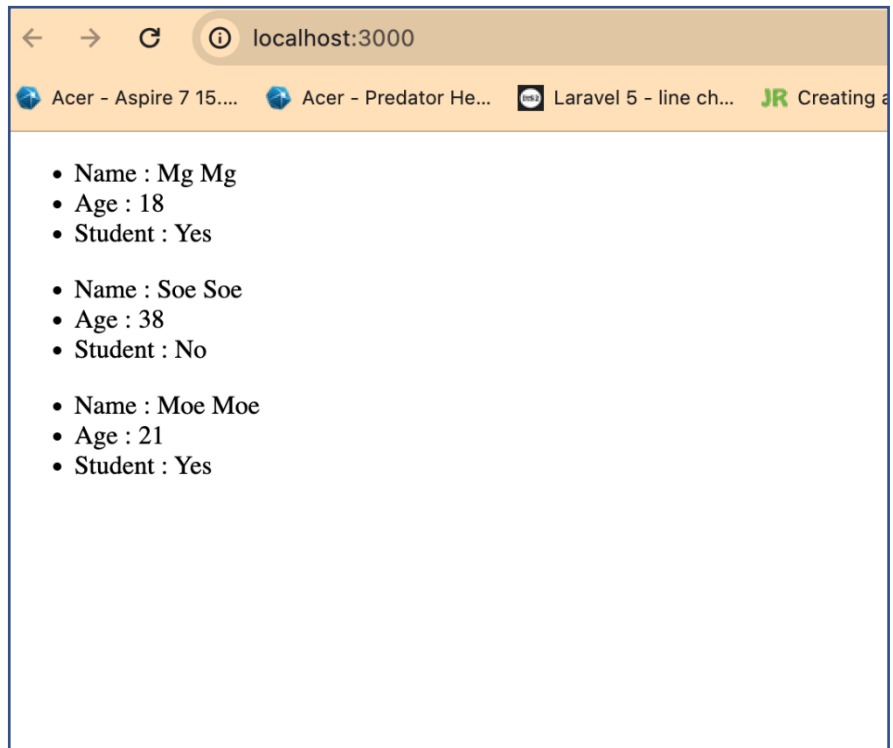 localhost:3000
Acer - Aspire 7 15.... Acer - Predator He... Laravel 5 - line ch... JR Creating a
• Name : Mg Mg
• Age : 18
• Student : Yes
• Name : Soe Soe
• Age : 38
• Student : No
• Name : Moe Moe
• Age : 21
• Student : Yes